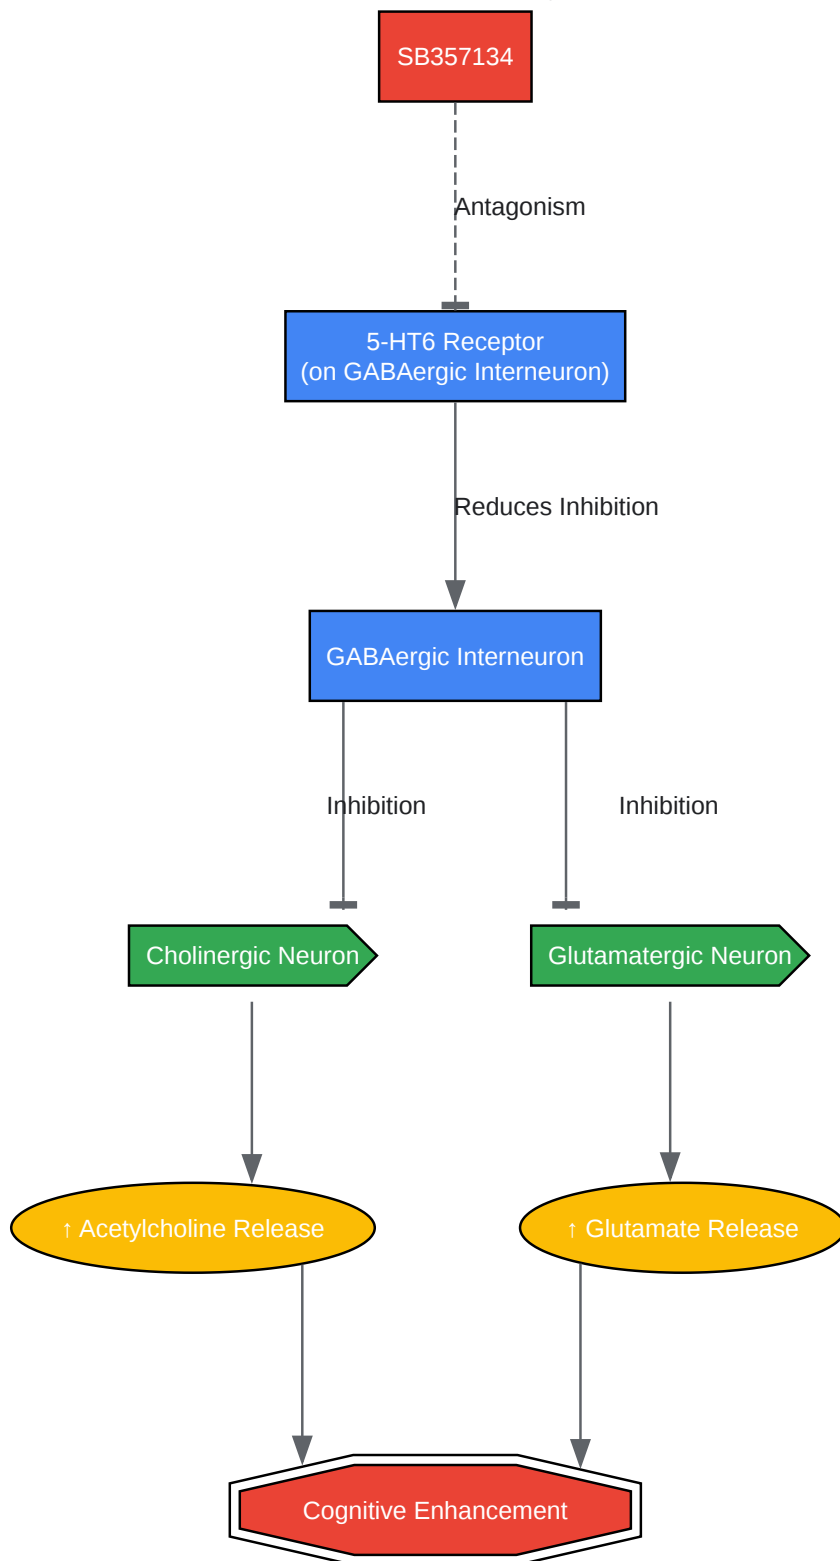 SB357134
Antagonism
5-HT6 Receptor
(on GABAergic Interneuron)
Reduces Inhibition
GABAergic Interneuron
Inhibition
Inhibition
Cholinergic Neuron
Glutamatergic Neuron
↑ Acetylcholine Release
↑ Glutamate Release
Cognitive Enhancement